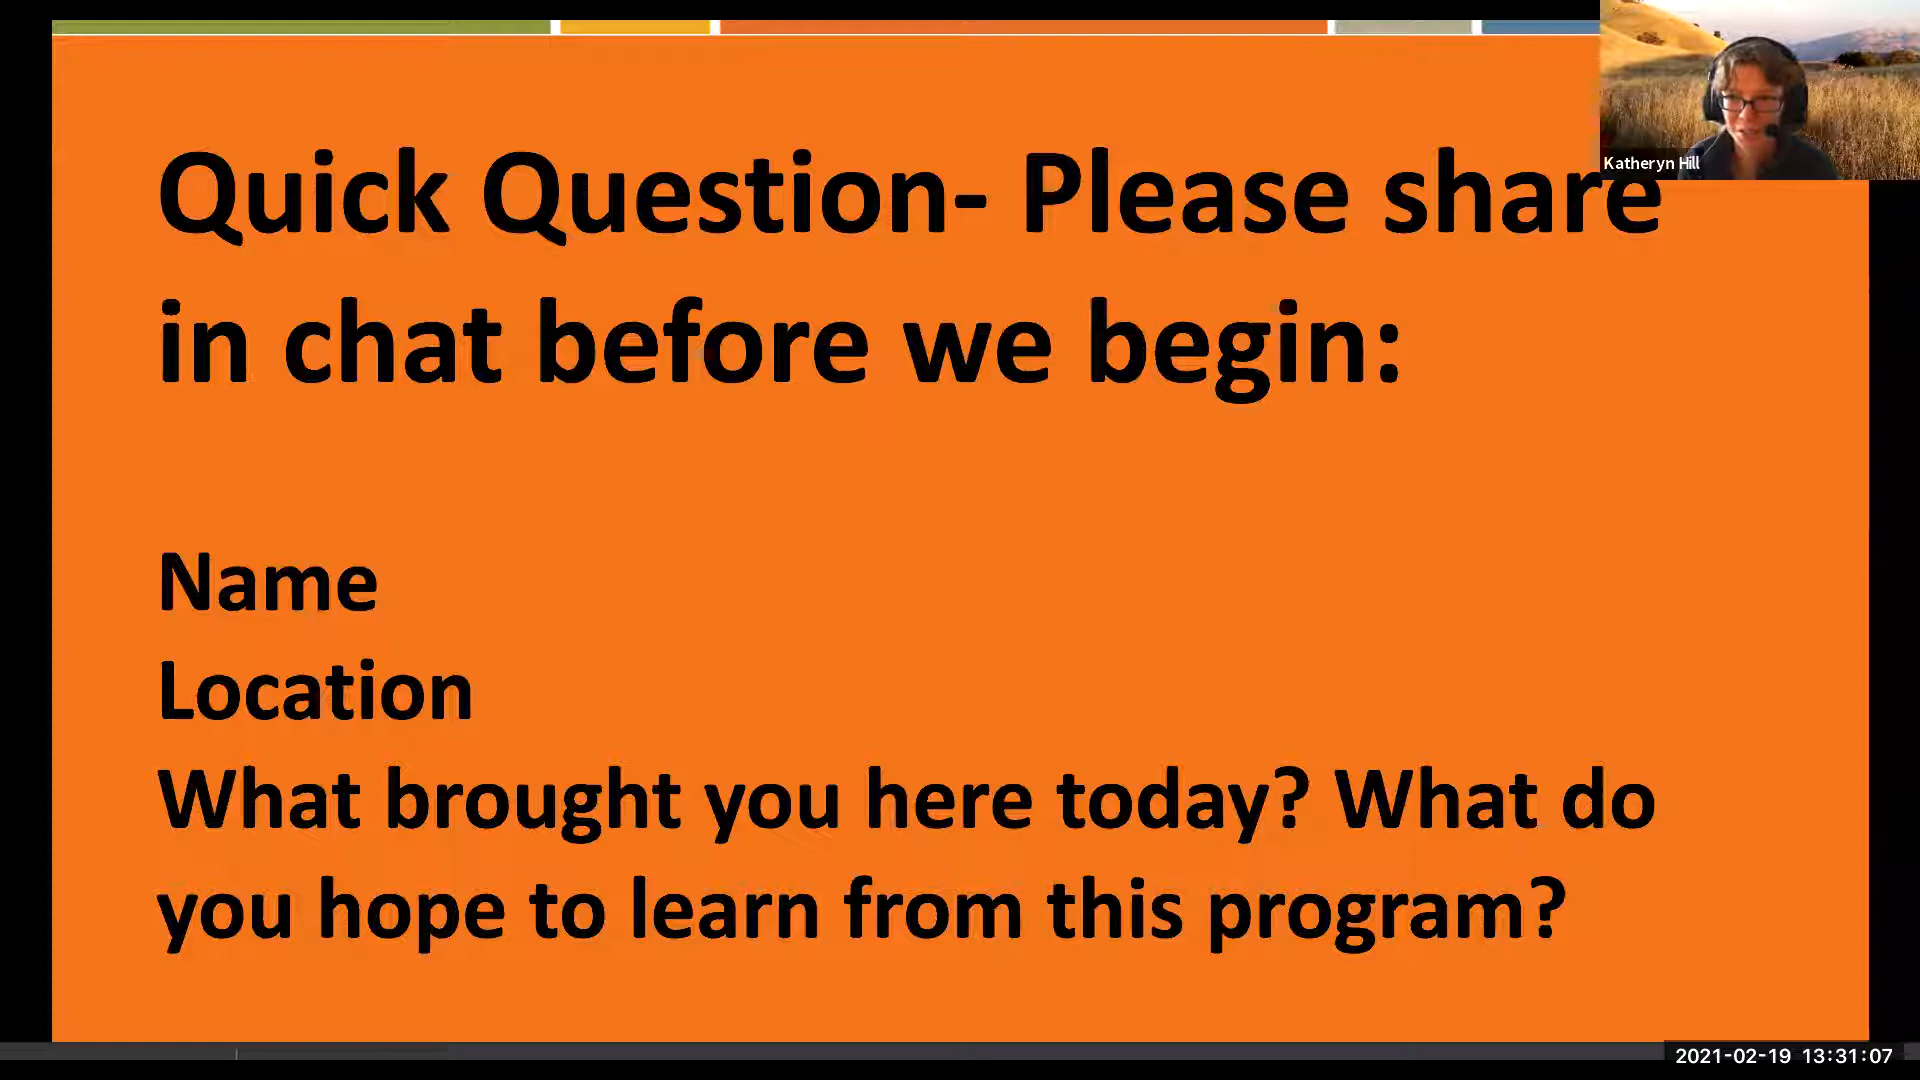 Quick Question- Please share
in chat before we begin:
Name
Location
What brought you here today? What do
you hope to learn from this program?
Katheryn Hill
2021-02-19 13:31:07